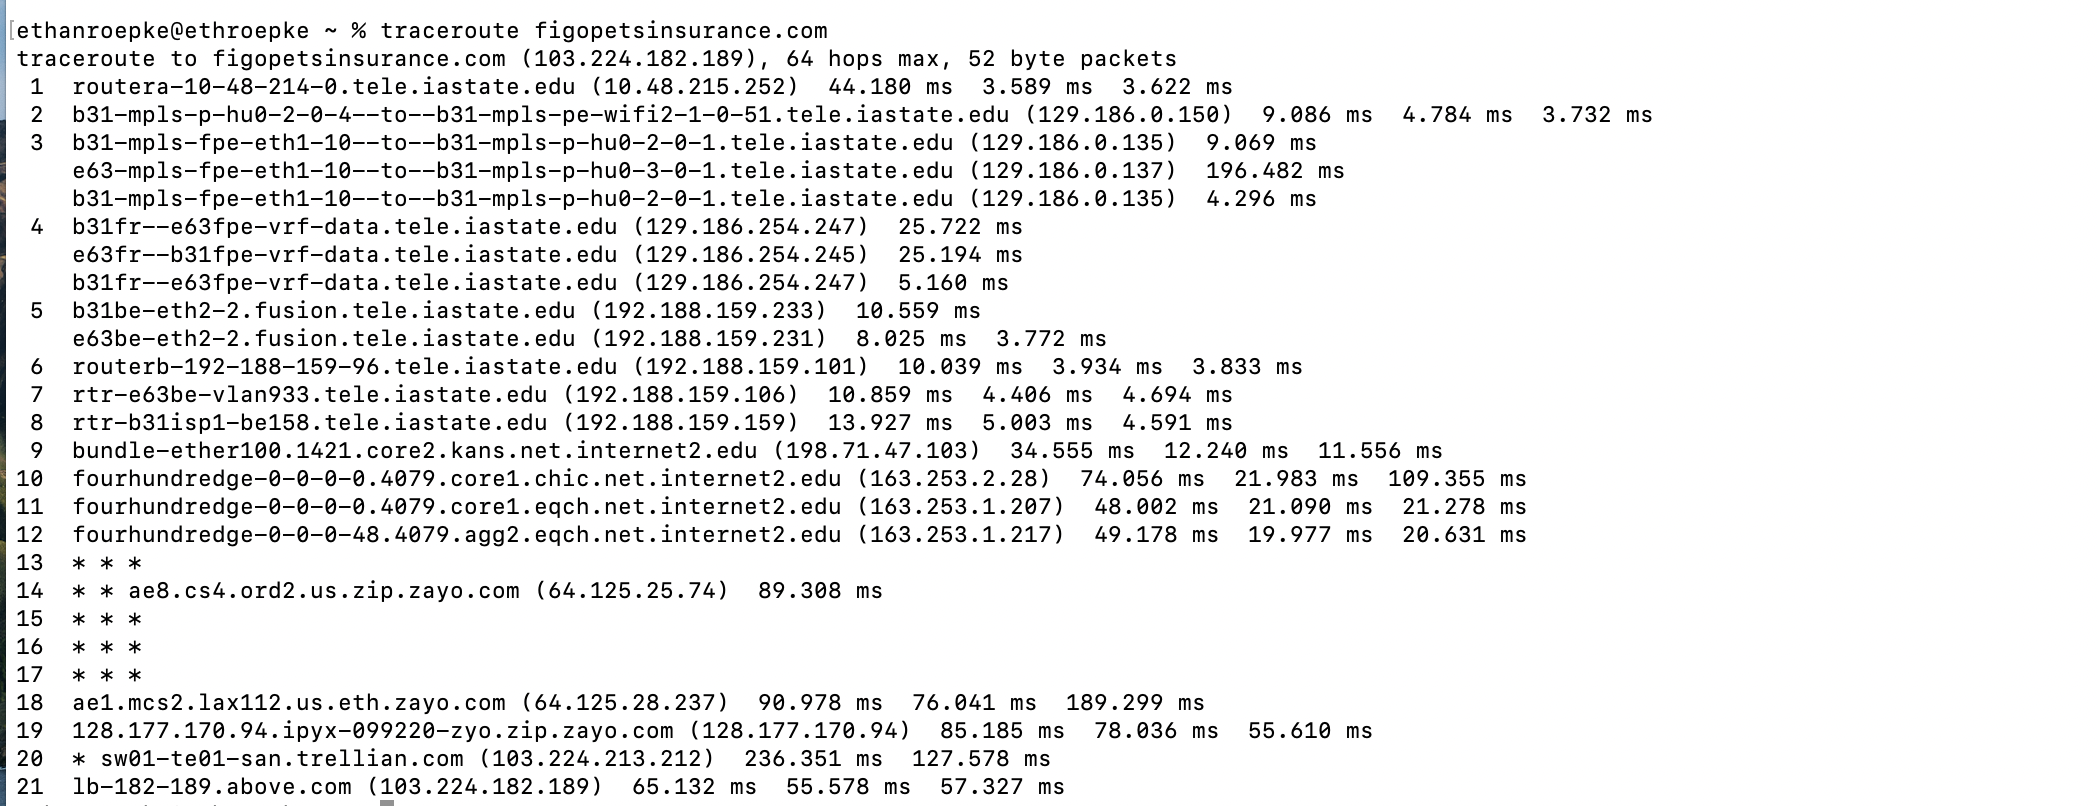 [ethanroepke@ethroepke ~ % traceroute figopetsinsurance.com
traceroute to figopetsinsurance.com (103.224.182.189), 64 hops max, 52 byte packets
1 routera-10-48-214-0.tele.iastate.edu (10.48.215.252) 44.180 ms 3.589 ms 3.622 ms
2 b31-mpls-p-hu0-2-0-4--to--b31-mpls-pe-wifi2-1-0-51.tele.iastate.edu (129.186.0.150) 9.086 ms 4.784 ms 3.732 ms
3 b31-mpls-fpe-eth1-10--to--b31-mpls-p-hu0-2-0-1.tele.iastate.edu (129.186.0.135) 9.069 ms
e63-mpls-fpe-eth1-10--to--b31-mpls-p-hu0-3-0-1.tele.iastate.edu (129.186.0.137) 196.482 ms
b31-mpls-fpe-eth1-10--to--b31-mpls-p-hu0-2-0-1.tele.iastate.edu (129.186.0.135) 4.296 ms
4 b31fr--e63fpe-vrf-data.tele.iastate.edu (129.186.254.247) 25.722 ms
e63fr--b31fpe-vrf-data.tele.iastate.edu (129.186.254.245) 25.194 ms
b31fr--e63fpe-vrf-data.tele.iastate.edu (129.186.254.247) 5.160 ms
5 b31be-eth2-2.fusion.tele.iastate.edu (192.188.159.233) 10.559 ms
e63be-eth2-2.fusion.tele.iastate.edu (192.188.159.231) 8.025 ms 3.772 ms
6 routerb-192-188-159-96.tele.iastate.edu (192.188.159.101) 10.039 ms 3.934 ms 3.833 ms
7 rtr-e63be-vlan933.tele.iastate.edu (192.188.159.106) 10.859 ms 4.406 ms 4.694 ms
8 rtr-b31isp1-be158.tele.iastate.edu (192.188.159.159) 13.927 ms 5.003 ms 4.591 ms
9 bundle-ether100.1421.core2.kans.net.internet2.edu (198.71.47.103) 34.555 ms 12.240 ms 11.556 ms
10 fourhundredge-0-0-0-0.4079.core1.chic.net.internet2.edu (163.253.2.28) 74.056 ms 21.983 ms 109.355 ms
11 fourhundredge-0-0-0-0.4079.core1.eqch.net.internet2.edu (163.253.1.207) 48.002 ms 21.090 ms 21.278 ms
12 fourhundredge-0-0-0-48.4079.agg2.eqch.net.internet2.edu (163.253.1.217) 49.178 ms 19.977 ms 20.631 ms
13 * * *
14 * * ae8.cs4.ord2.us.zip.zayo.com (64.125.25.74) 89.308 ms
15 * * *
16 * * *
17 * * *
18 ae1.mcs2.lax112.us.eth.zayo.com (64.125.28.237) 90.978 ms 76.041 ms 189.299 ms
19 128.177.170.94.ipyx-099220-zyo.zip.zayo.com (128.177.170.94) 85.185 ms 78.036 ms 55.610 ms
20 * sw01-te01-san.trellian.com (103.224.213.212) 236.351 ms 127.578 ms
21 lb-182-189.above.com (103.224.182.189) 65.132 ms 55.578 ms 57.327 ms